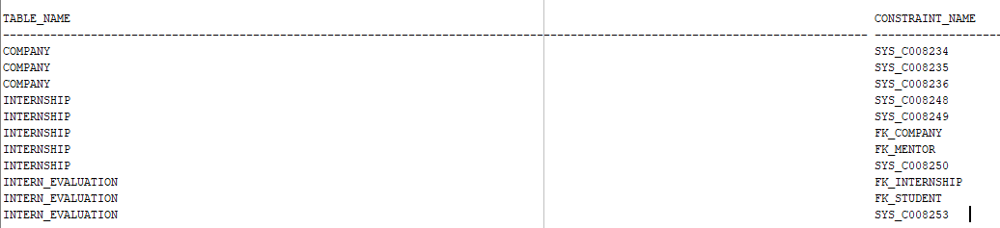 TABLE_NAME CONSTRAINT_NAME
COMPANY SYS_C008234
COMPANY SYS_C008235
COMPANY SYS_C008236
INTERNSHIP SYS_C008248
INTERNSHIP SYS_C008249
INTERNSHIP FK_COMPANY
INTERNSHIP FK_MENTOR
INTERNSHIP SYS_C008250
INTERN_EVALUATION FK_INTERNSHIP
INTERN_EVALUATION FK_STUDENT
INTERN_EVALUATION SYS_C008253